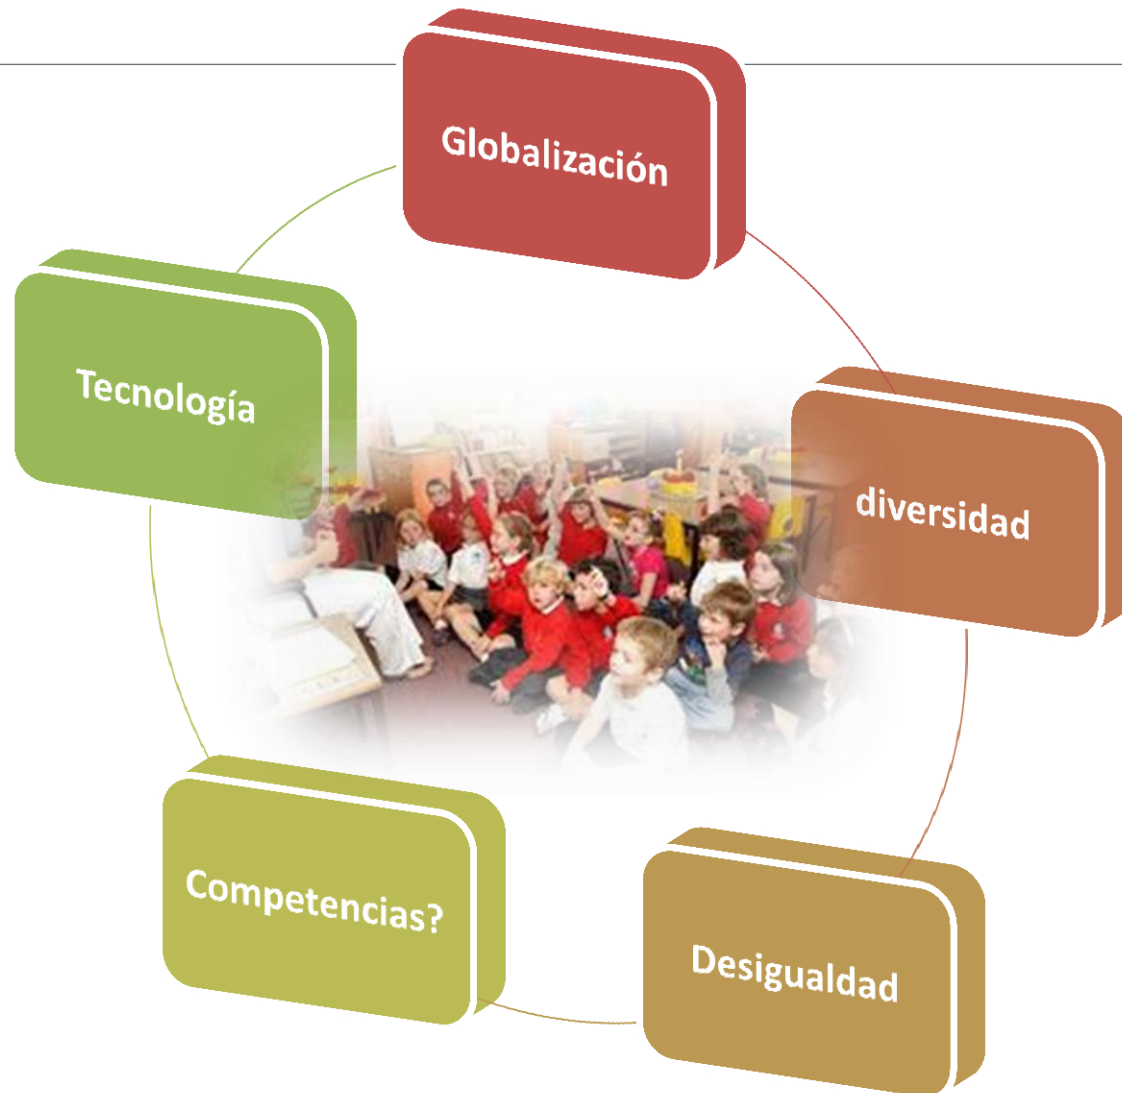 Globalización
Tecnología
diversidad
Competencias?
Desigualdad